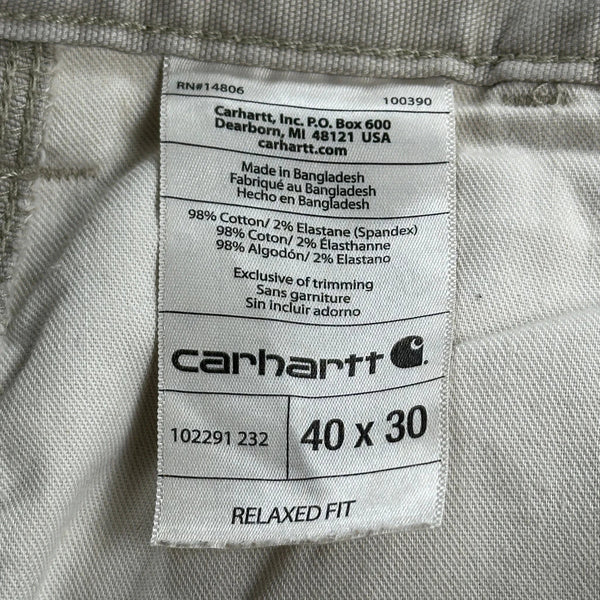 RN#14806 100390
Carhartt, Inc. P.O. Box 600
Dearborn, MI 48121 USA
carhartt.com
Made in Bangladesh
Fabriqué au Bangladesh
Hecho en Bangladesh
98% Cotton/ 2% Elastane (Spandex)
98% Coton/ 2% Élasthanne
98% Algodón/ 2% Elastano
Exclusive of trimming
Sans garniture
Sin incluir adorno
carhartt
102291 232 40 x 30
RELAXED FIT